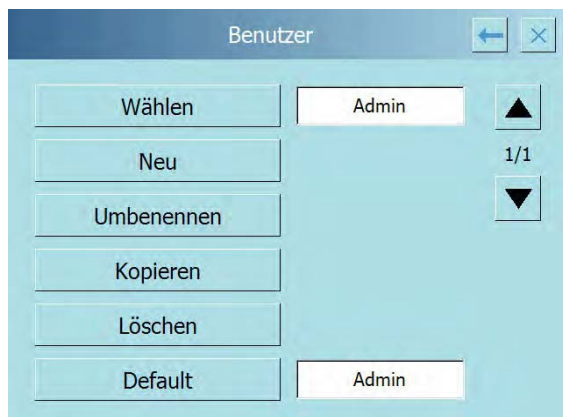 Benutzer
Wählen
Admin
Neu
1/1
Umbenennen
Kopieren
Löschen
Default
Admin